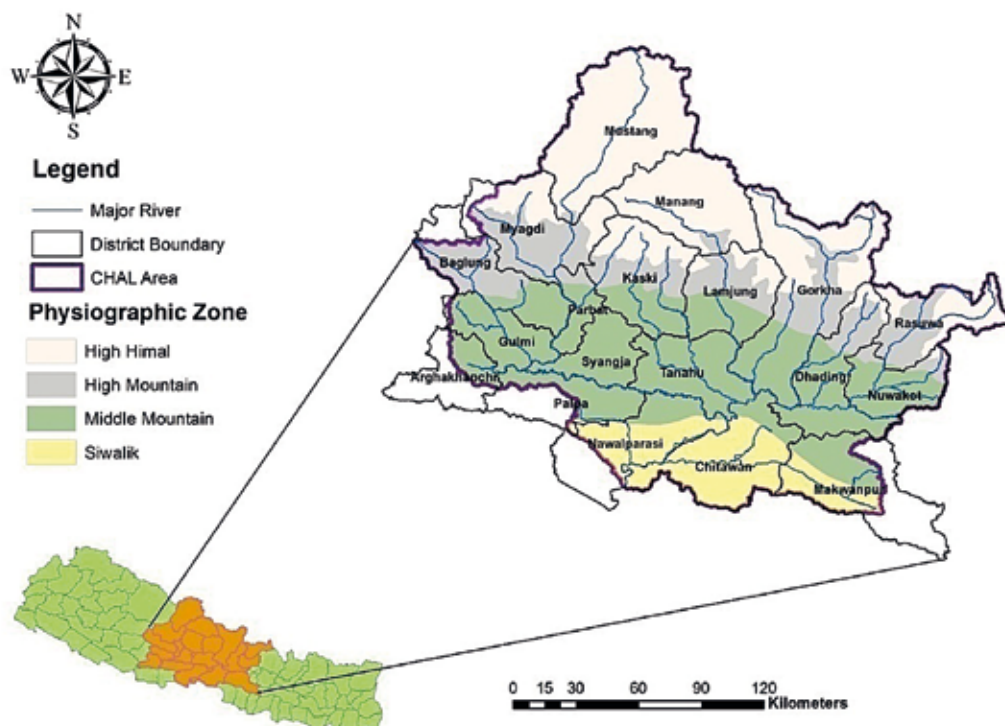 N
W E
S
Legend
Major River
District Boundary
CHAL Area
Physiographic Zone
High Himal
High Mountain
Middle Mountain
Siwalik
Mustang
Manang
Myagdi
Baglung
Kaski
Lamjung
Gorkha
Rasuwa
Parbat
Gulmi
Syangja
Tanahu
Dhading
Nuwakot
Arghakhanchi
Palpa
Nawalparasi
Chitawan
Makwanpu
0 15 30 60 90 120
Kilometers